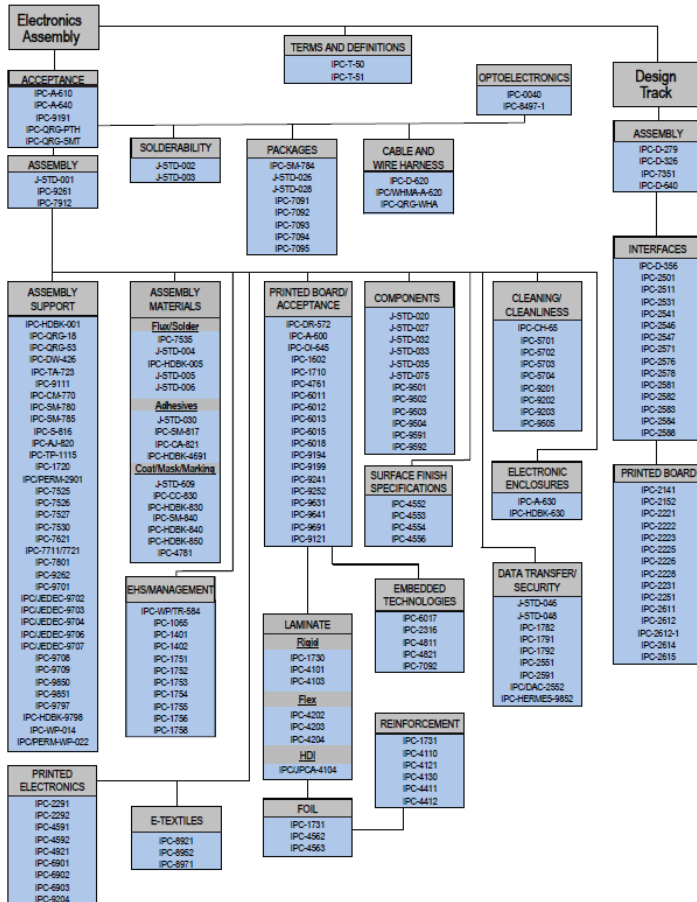 Electronics
Assembly
TERMS AND DEFINITIONS
IPC-T-50
IPC-T-51
ACCEPTANCE
IPC-A-610
IPC-A-640
IPC-9191
IPC-QRG-PTH
IPC-QRG-SMT
OPTOELECTRONICS
IPC-0040
IPC-8497-1
Design
Track
SOLDERABILITY
J-STD-002
J-STD-003
PACKAGES
IPC-SM-784
J-STD-026
J-STD-028
IPC-7091
IPC-7092
IPC-7093
IPC-7094
IPC-7095
CABLE AND
WIRE HARNESS
IPC-D-620
IPC/WHMA-A-620
IPC-QRG-WHA
ASSEMBLY
IPC-D-279
IPC-D-326
IPC-7351
IPC-D-640
ASSEMBLY
J-STD-001
IPC-9261
IPC-7912
INTERFACES
IPC-D-356
IPC-2501
IPC-2511
IPC-2531
IPC-2541
IPC-2546
IPC-2547
IPC-2571
IPC-2576
IPC-2578
IPC-2581
IPC-2582
IPC-2583
IPC-2584
IPC-2588
ASSEMBLY
SUPPORT
IPC-HDBK-001
IPC-QRG-18
IPC-QRG-53
IPC-DW-426
IPC-TA-723
IPC-9111
IPC-CM-770
IPC-SM-780
IPC-SM-785
IPC-S-816
IPC-AJ-820
IPC-TP-1115
IPC-1720
IPC/PERM-2901
IPC-7525
IPC-7526
IPC-7527
IPC-7530
IPC-7621
IPC-7711/7721
IPC-7801
IPC-9262
IPC-9701
IPC/JEDEC-9702
IPC/JEDEC-9703
IPC/JEDEC-9704
IPC/JEDEC-9706
IPC/JEDEC-9707
IPC-9708
IPC-9709
IPC-9850
IPC-9851
IPC-9797
IPC-HDBK-9798
IPC-WP-014
IPC/PERM-WP-022
ASSEMBLY
MATERIALS
Flux/Solder
IPC-7535
J-STD-004
IPC-HDBK-005
J-STD-005
J-STD-006
Adhesives
J-STD-030
IPC-SM-817
IPC-CA-821
IPC-HDBK-4691
Coat/Mask/Marking
J-STD-609
IPC-CC-830
IPC-HDBK-830
IPC-SM-840
IPC-HDBK-840
IPC-HDBK-850
IPC-4781
PRINTED BOARD/
ACCEPTANCE
IPC-DR-572
IPC-A-600
IPC-OI-645
IPC-1602
IPC-1710
IPC-4761
IPC-6011
IPC-6012
IPC-6013
IPC-6015
IPC-6018
IPC-9194
IPC-9199
IPC-9241
IPC-9252
IPC-9631
IPC-9641
IPC-9691
IPC-9121
COMPONENTS
J-STD-020
J-STD-027
J-STD-032
J-STD-033
J-STD-035
J-STD-075
IPC-9501
IPC-9502
IPC-9503
IPC-9504
IPC-9591
IPC-9592
CLEANING/
CLEANLINESS
IPC-CH-65
IPC-5701
IPC-5702
IPC-5703
IPC-5704
IPC-9201
IPC-9202
IPC-9203
IPC-9505
SURFACE FINISH
SPECIFICATIONS
IPC-4552
IPC-4553
IPC-4554
IPC-4556
ELECTRONIC
ENCLOSURES
IPC-A-630
IPC-HDBK-630
PRINTED BOARD
IPC-2141
IPC-2152
IPC-2221
IPC-2222
IPC-2223
IPC-2225
IPC-2226
IPC-2228
IPC-2231
IPC-2251
IPC-2611
IPC-2612
IPC-2612-1
IPC-2614
IPC-2615
EHS/MANAGEMENT
IPC-WP/TR-584
IPC-1065
IPC-1401
IPC-1402
IPC-1751
IPC-1752
IPC-1753
IPC-1754
IPC-1755
IPC-1756
IPC-1758
LAMINATE
Rigid
IPC-1730
IPC-4101
IPC-4103
Flex
IPC-4202
IPC-4203
IPC-4204
HDI
IPC/JPCA-4104
EMBEDDED
TECHNOLOGIES
IPC-6017
IPC-2316
IPC-4811
IPC-4821
IPC-7092
DATA TRANSFER/
SECURITY
J-STD-046
J-STD-048
IPC-1782
IPC-1791
IPC-1792
IPC-2551
IPC-2591
IPC/DAC-2552
IPC-HERMES-9852
REINFORCEMENT
IPC-1731
IPC-4110
IPC-4121
IPC-4130
IPC-4411
IPC-4412
PRINTED
ELECTRONICS
IPC-2291
IPC-2292
IPC-4591
IPC-4592
IPC-4921
IPC-6901
IPC-6902
IPC-6903
IPC-9204
E-TEXTILES
IPC-8921
IPC-8952
IPC-8971
FOIL
IPC-1731
IPC-4562
IPC-4563